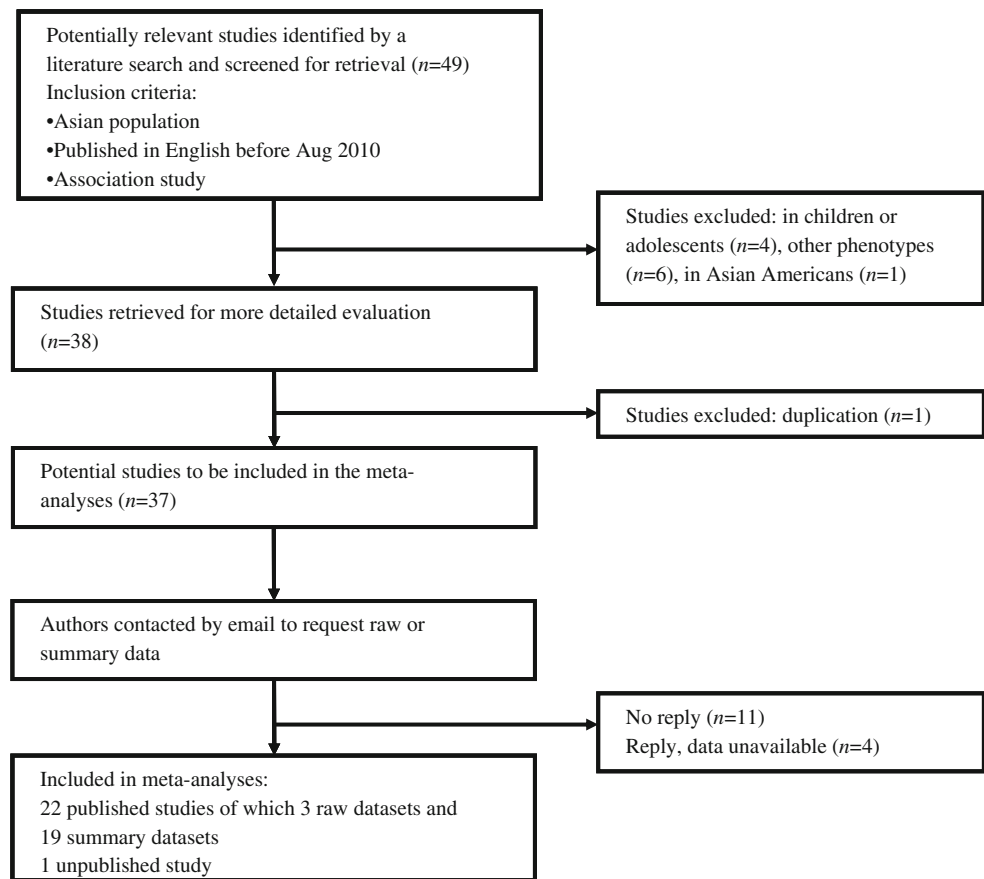 Potentially relevant studies identified by a
literature search and screened for retrieval (n=49)
Inclusion criteria:
•Asian population
•Published in English before Aug 2010
•Association study
Studies excluded: in children or
adolescents (n=4), other phenotypes
(n=6), in Asian Americans (n=1)
Studies retrieved for more detailed evaluation
(n=38)
Studies excluded: duplication (n=1)
Potential studies to be included in the meta-
analyses (n=37)
Authors contacted by email to request raw or
summary data
No reply (n=11)
Reply, data unavailable (n=4)
Included in meta-analyses:
22 published studies of which 3 raw datasets and
19 summary datasets
1 unpublished study